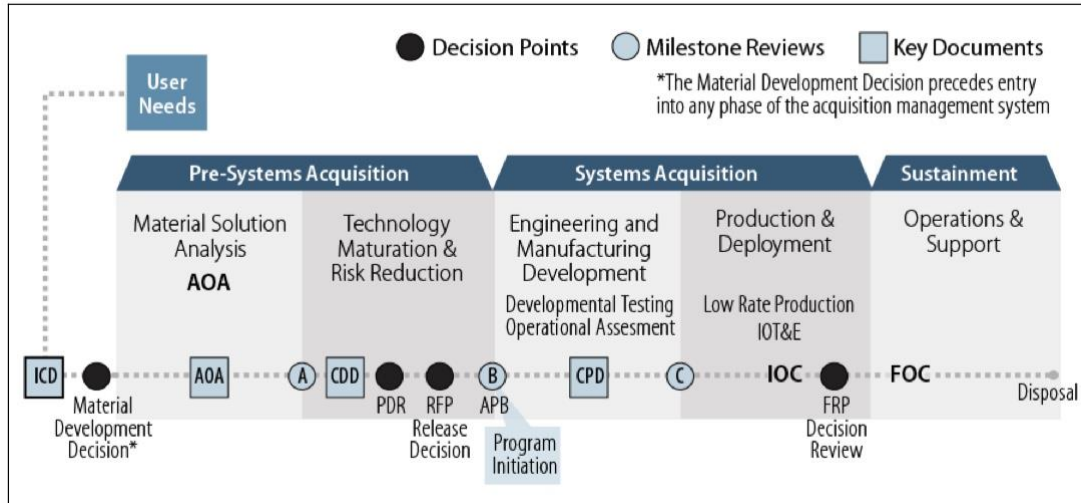 Decision Points
Milestone Reviews
Key Documents
*The Material Development Decision precedes entry
into any phase of the acquisition management system
User
Needs
Pre-Systems Acquisition
Systems Acquisition
Sustainment
Material Solution
Analysis
AOA
Technology
Maturation &
Risk Reduction
Engineering and
Manufacturing
Development
Developmental Testing
Operational Assesment
Production &
Deployment
Low Rate Production
IOT&E
Operations &
Support
ICD
AOA
A
CDD
B
CPD
C
IOC
FOC
Disposal
Material
Development
Decision*
PDR
RFP
Release
Decision
APB
Program
Initiation
FRP
Decision
Review